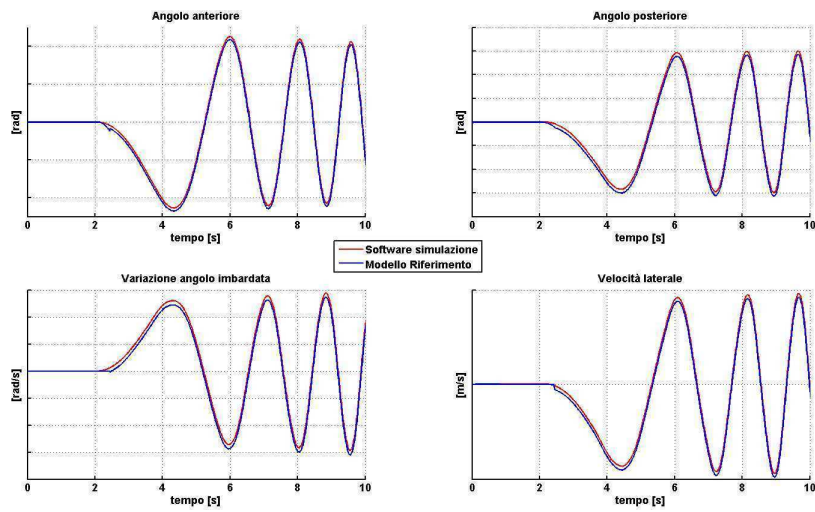 Angolo anteriore
[rad]
0 2 4 6 8 10
tempo [s]
Angolo posteriore
[rad]
0 2 4 6 8 10
tempo [s]
Software simulazione
Modello Riferimento
Variazione angolo imbardata
[rad/s]
0 2 4 6 8 10
tempo [s]
Velocità laterale
[m/s]
0 2 4 6 8 10
tempo [s]